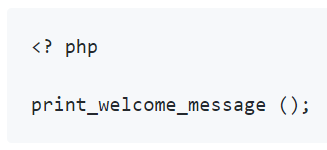 <? php
print_welcome_message ();